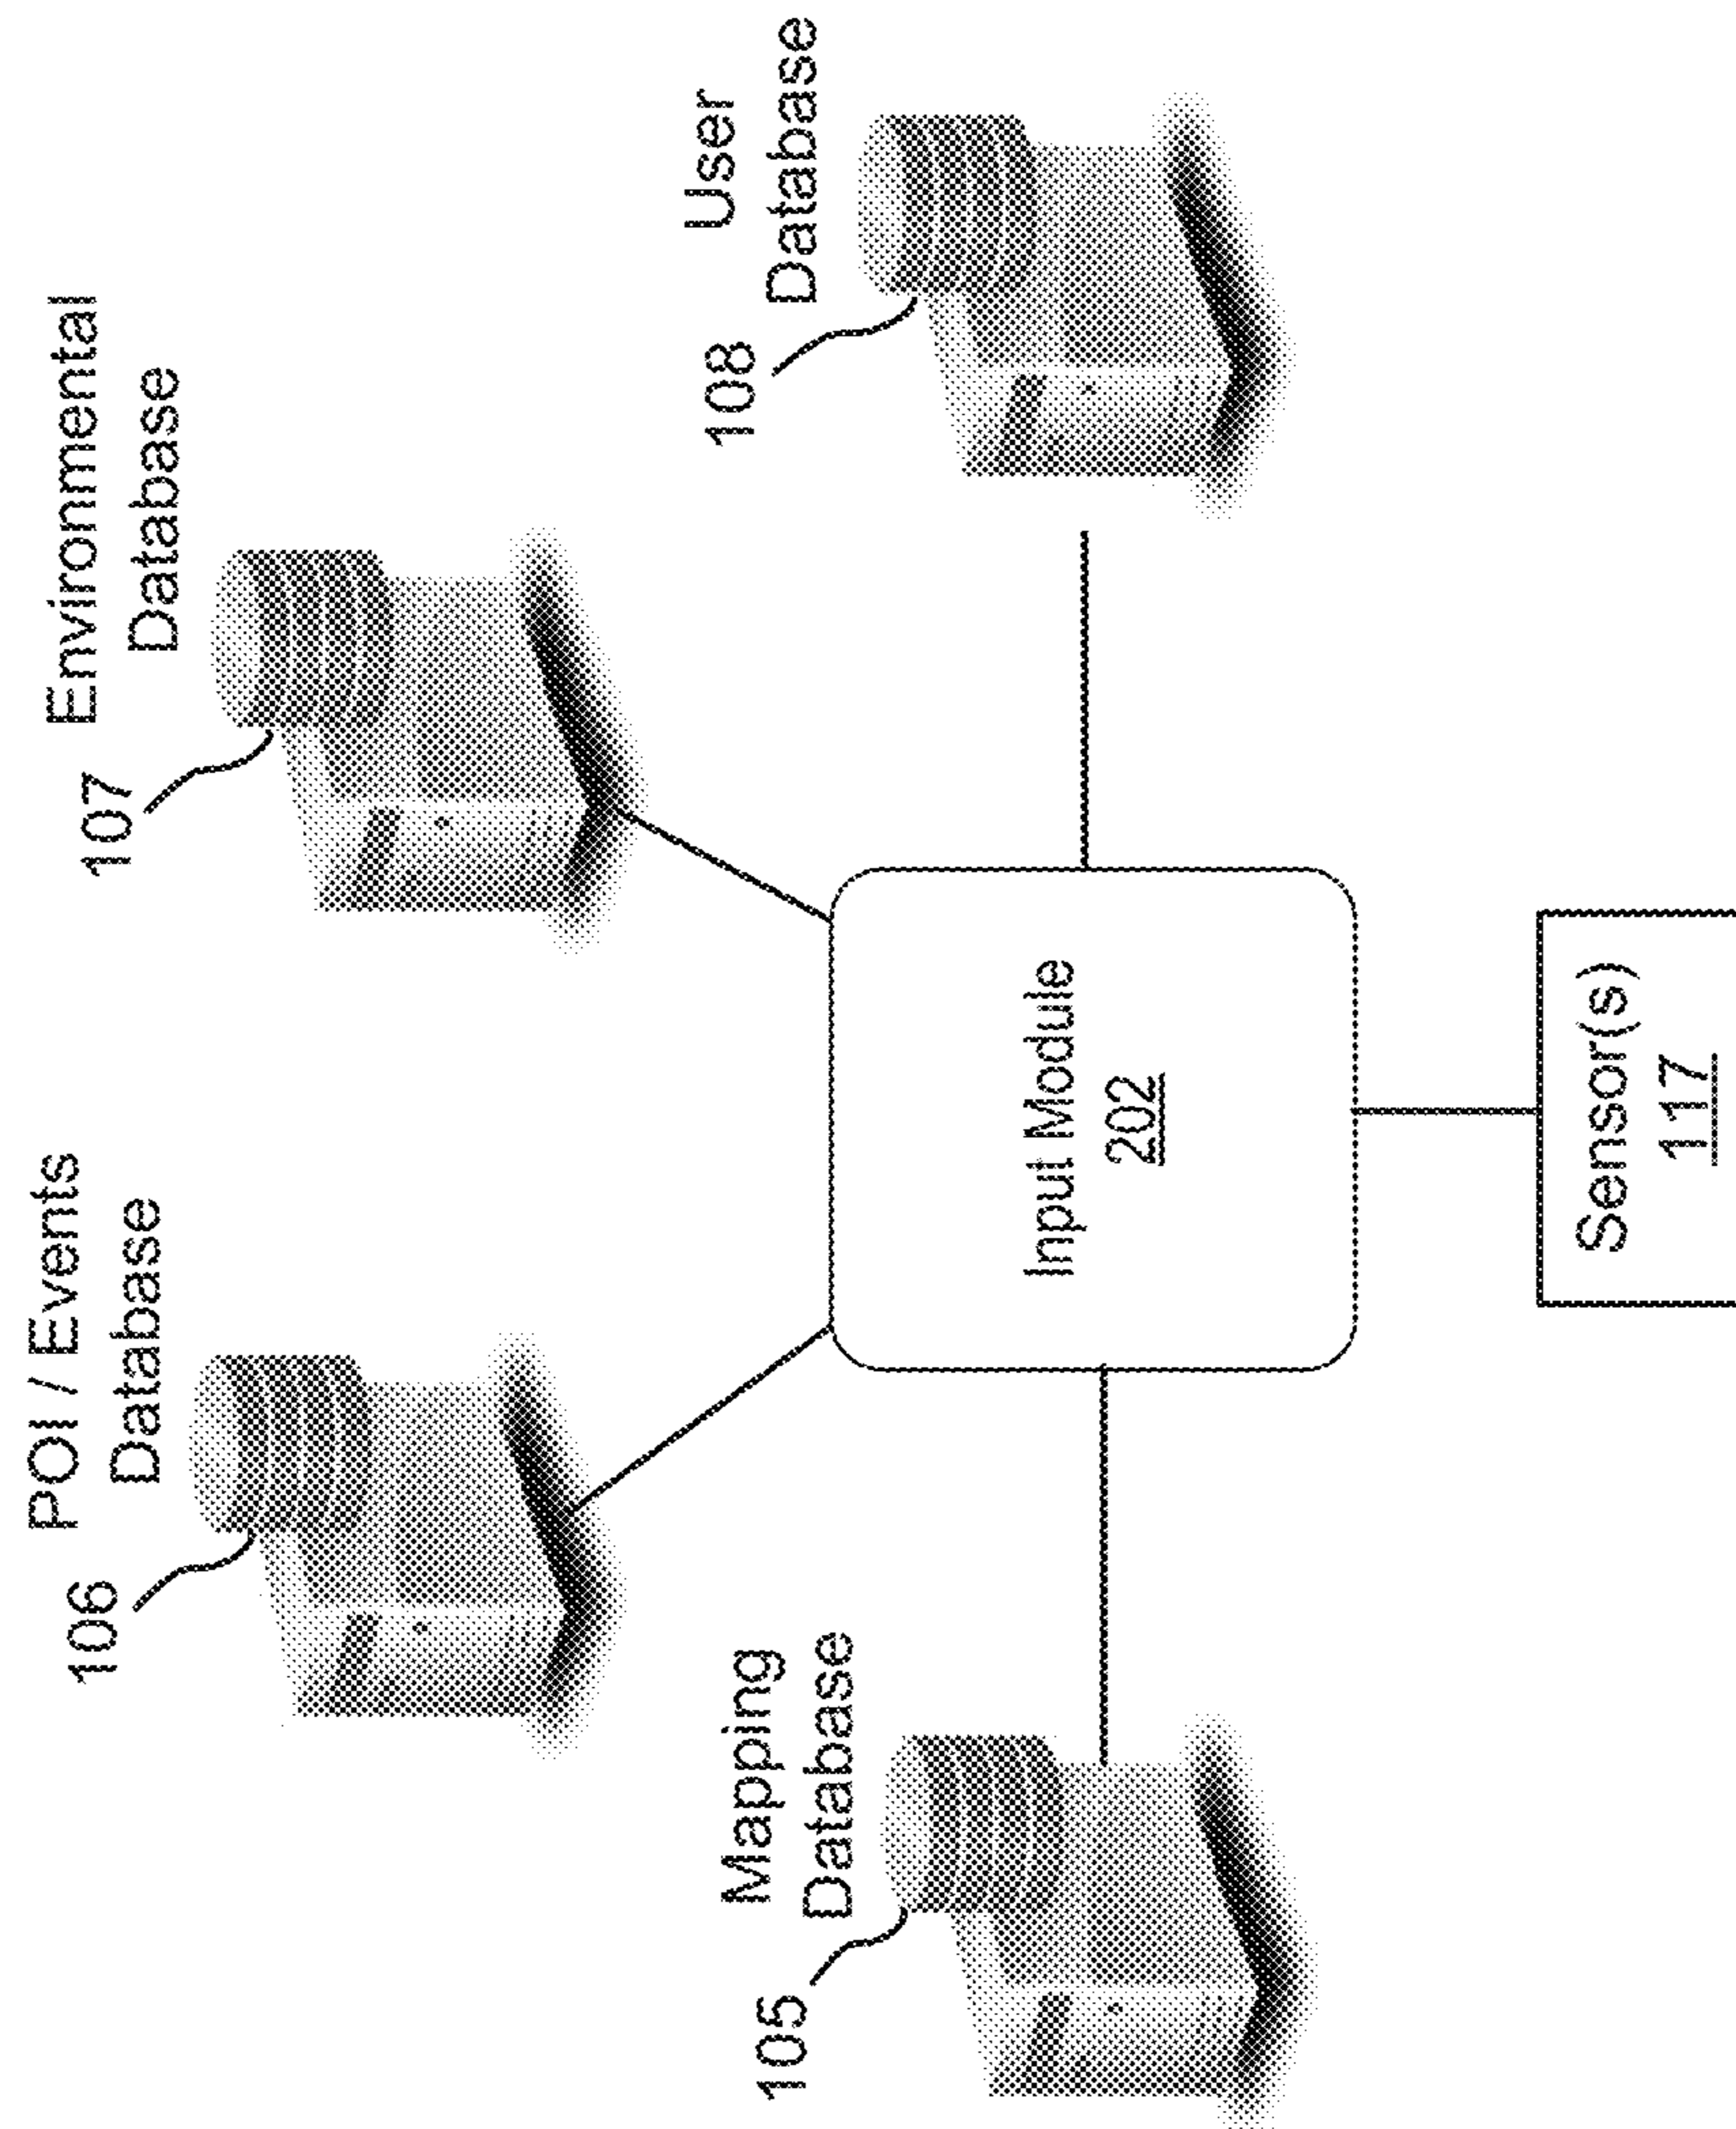 POI / Events
Database
106
Environmental
Database
107
Mapping
Database
105
User
Database
108
Input Module
202
Sensor(s)
117